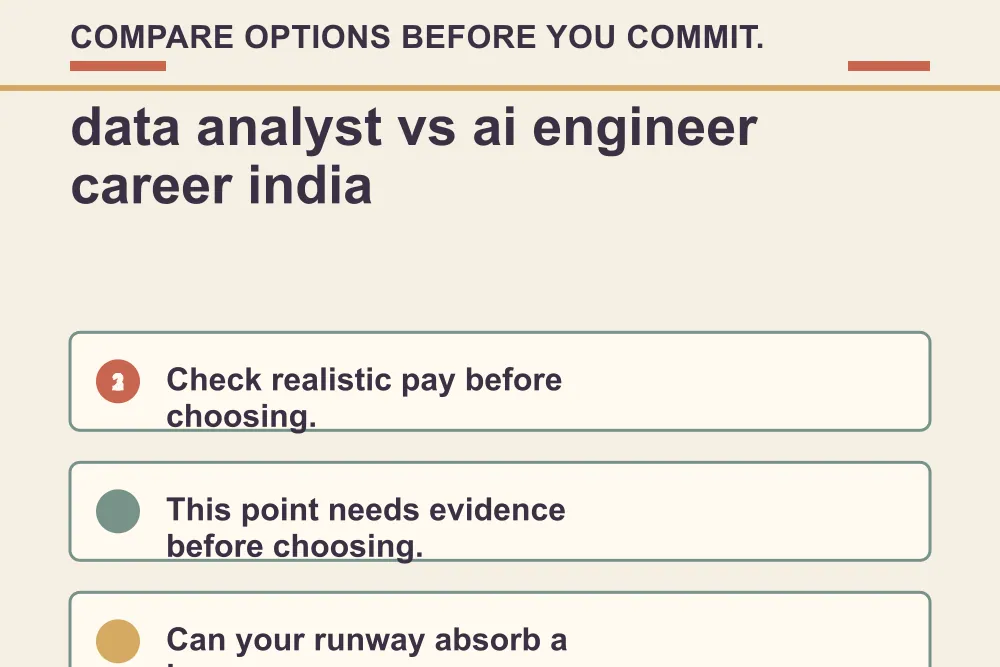 COMPARE OPTIONS BEFORE YOU COMMIT.
data analyst vs ai engineer
career india
Check realistic pay before
choosing.
This point needs evidence
before choosing.
Can your runway absorb a